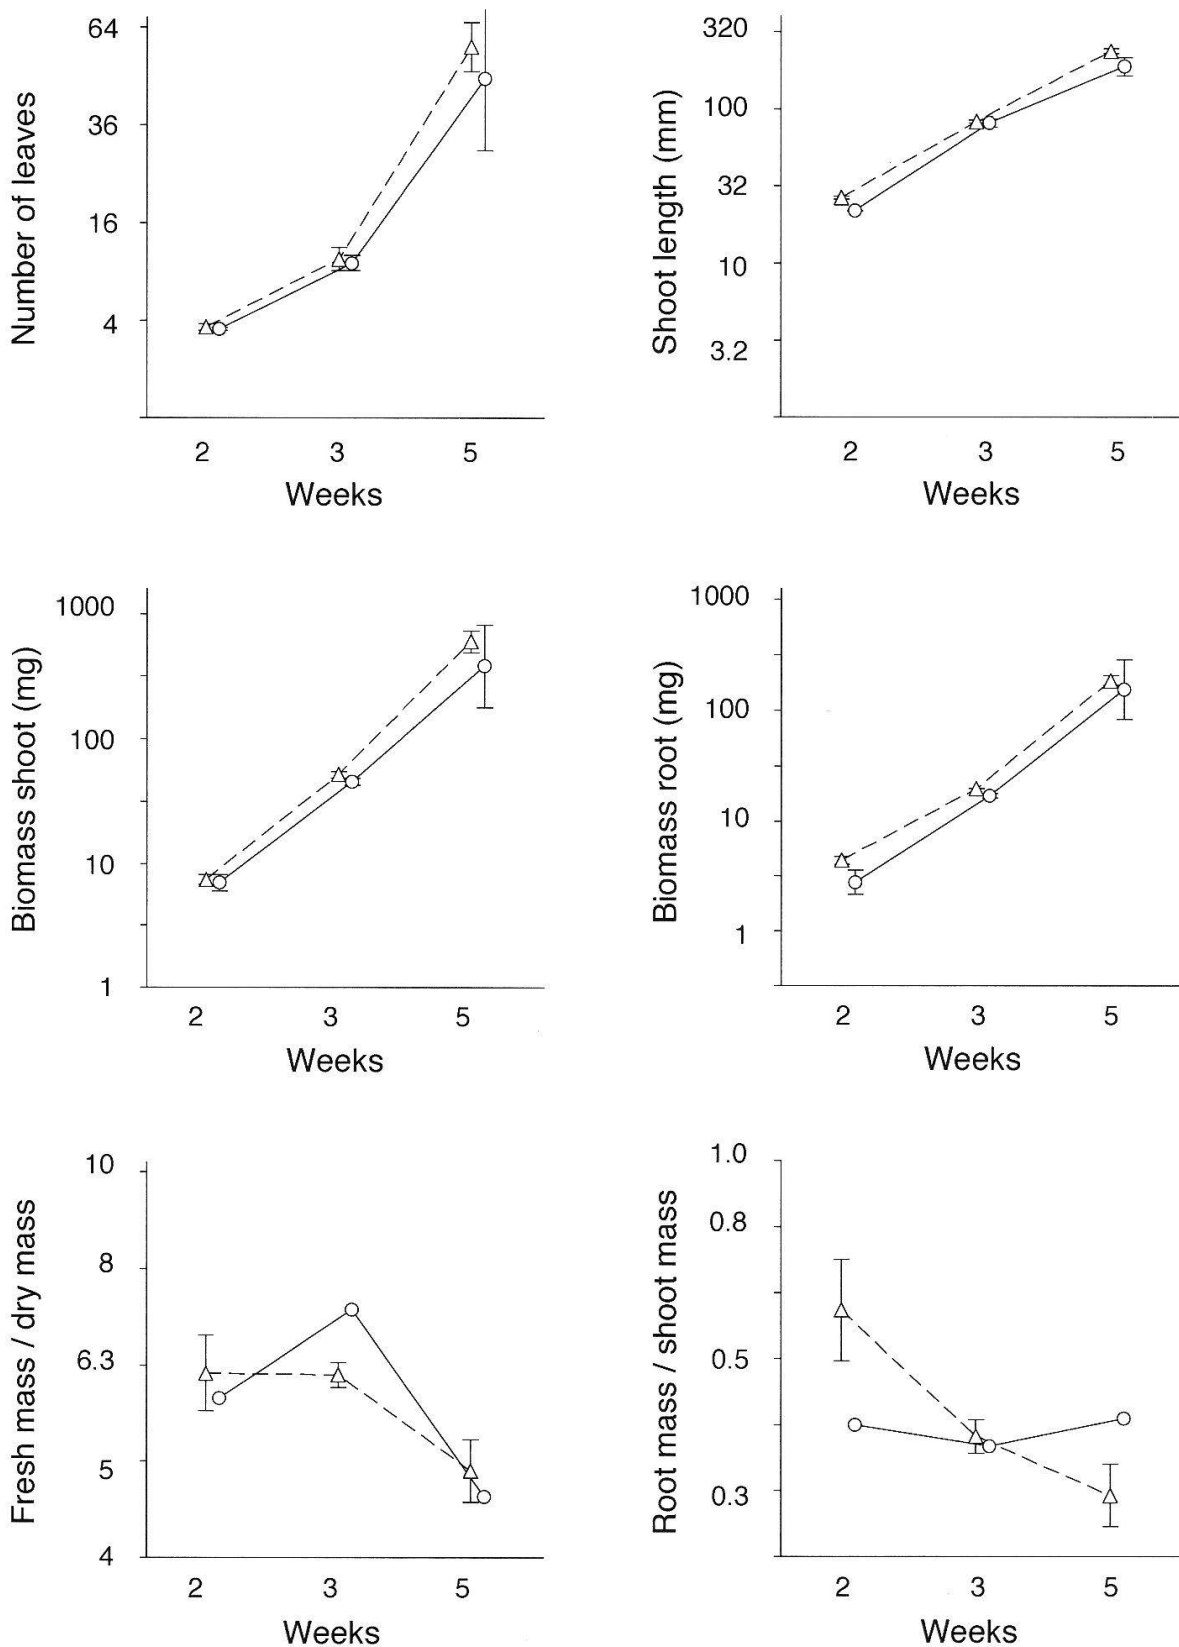 Number of leaves
64
36
16
4
2 3 5
Weeks
Shoot length (mm)
320
100
32
10
3.2
2 3 5
Weeks
Biomass shoot (mg)
1000
100
10
1
2 3 5
Weeks
Biomass root (mg)
1000
100
10
1
2 3 5
Weeks
Fresh mass / dry mass
10
8
6.3
5
4
2 3 5
Weeks
Root mass / shoot mass
1.0
0.8
0.5
0.3
2 3 5
Weeks